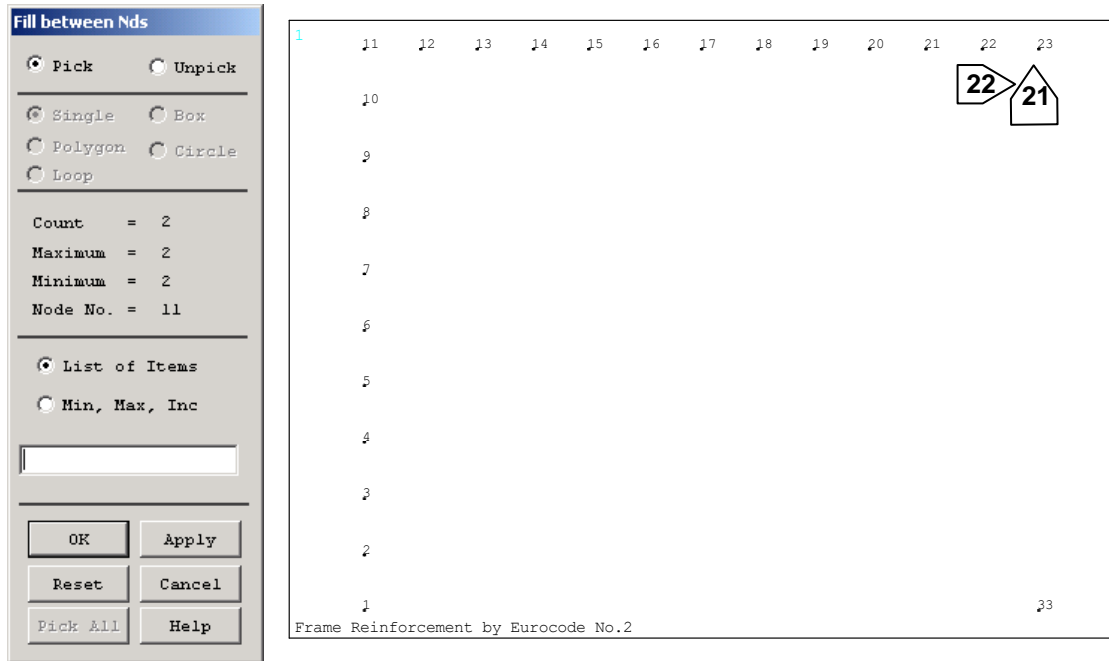 Fill between Nds
Pick Unpick
Single Box
Polygon Circle
Loop
Count = 2
Maximum = 2
Minimum = 2
Node No. = 11
List of Items
Min, Max, Inc
OK Apply
Reset Cancel
Pick All Help
1
11 12 13 14 15 16 17 18 19 20 21 22 23
22 21
10
9
8
7
6
5
4
3
2
1 33
Frame Reinforcement by Eurocode No.2